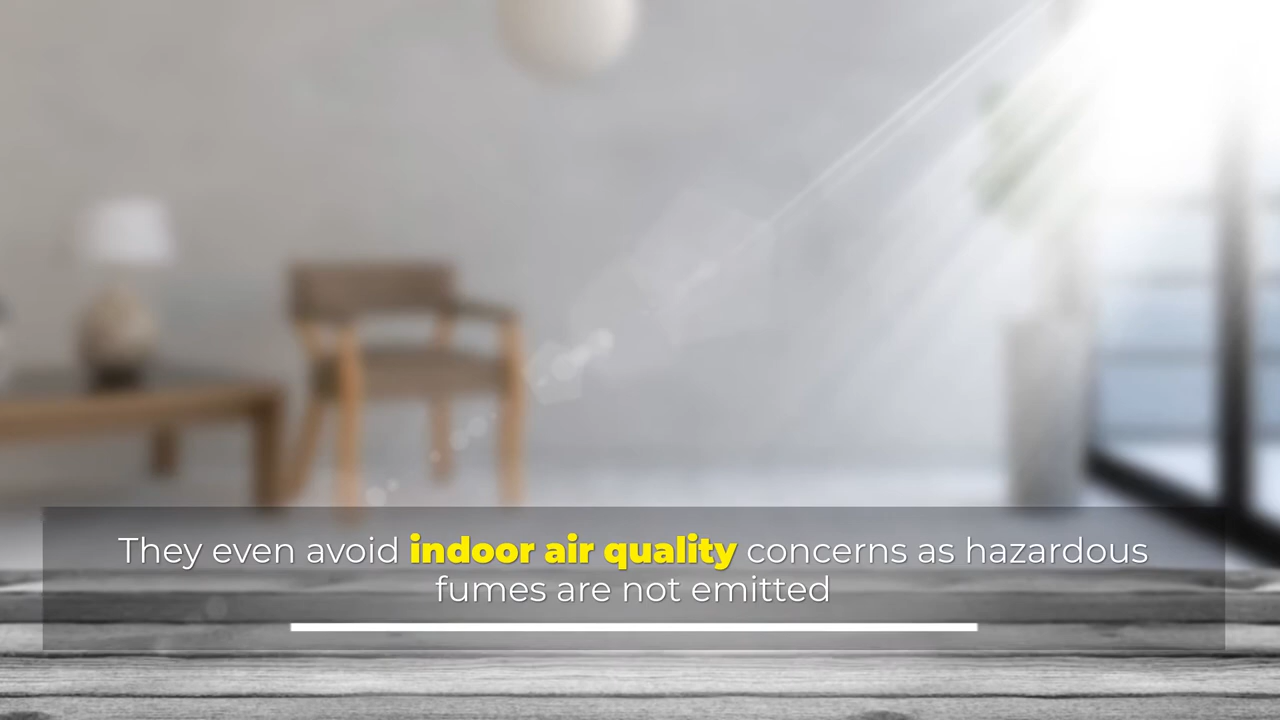 They even avoid indoor air quality concerns as hazardous
fumes are not emitted